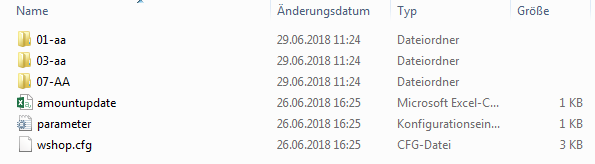 Name Änderungsdatum Typ Größe
01-aa 29.06.2018 11:24 Dateiordner
03-aa 29.06.2018 11:24 Dateiordner
07-AA 29.06.2018 11:24 Dateiordner
amountupdate 26.06.2018 16:25 Microsoft Excel-C... 1 KB
parameter 26.06.2018 16:25 Konfigurationsein... 1 KB
wshop.cfg 26.06.2018 16:25 CFG-Datei 3 KB